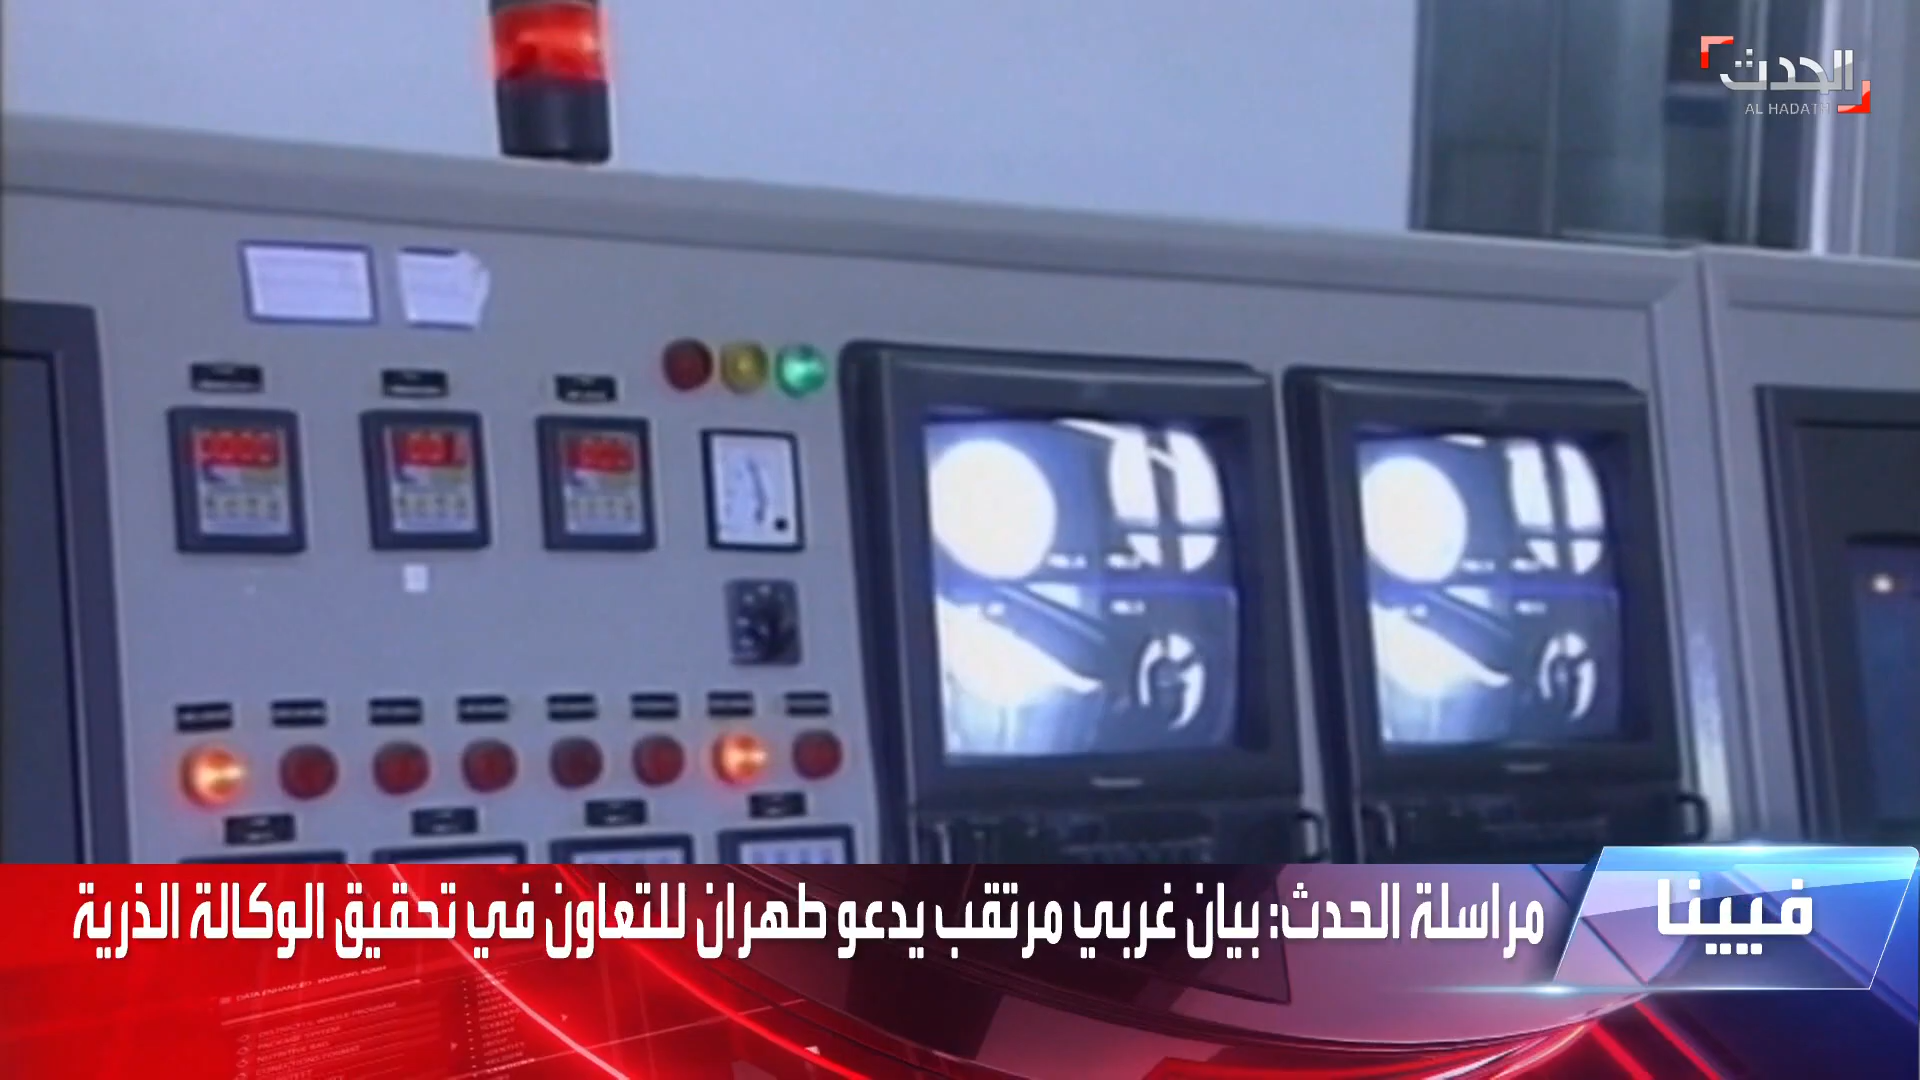 الحدث
AL HADATH
فيينا
مراسلة الحدث: بيان غربي مرتقب يدعو طهران للتعاون في تحقيق الوكالة الذرية